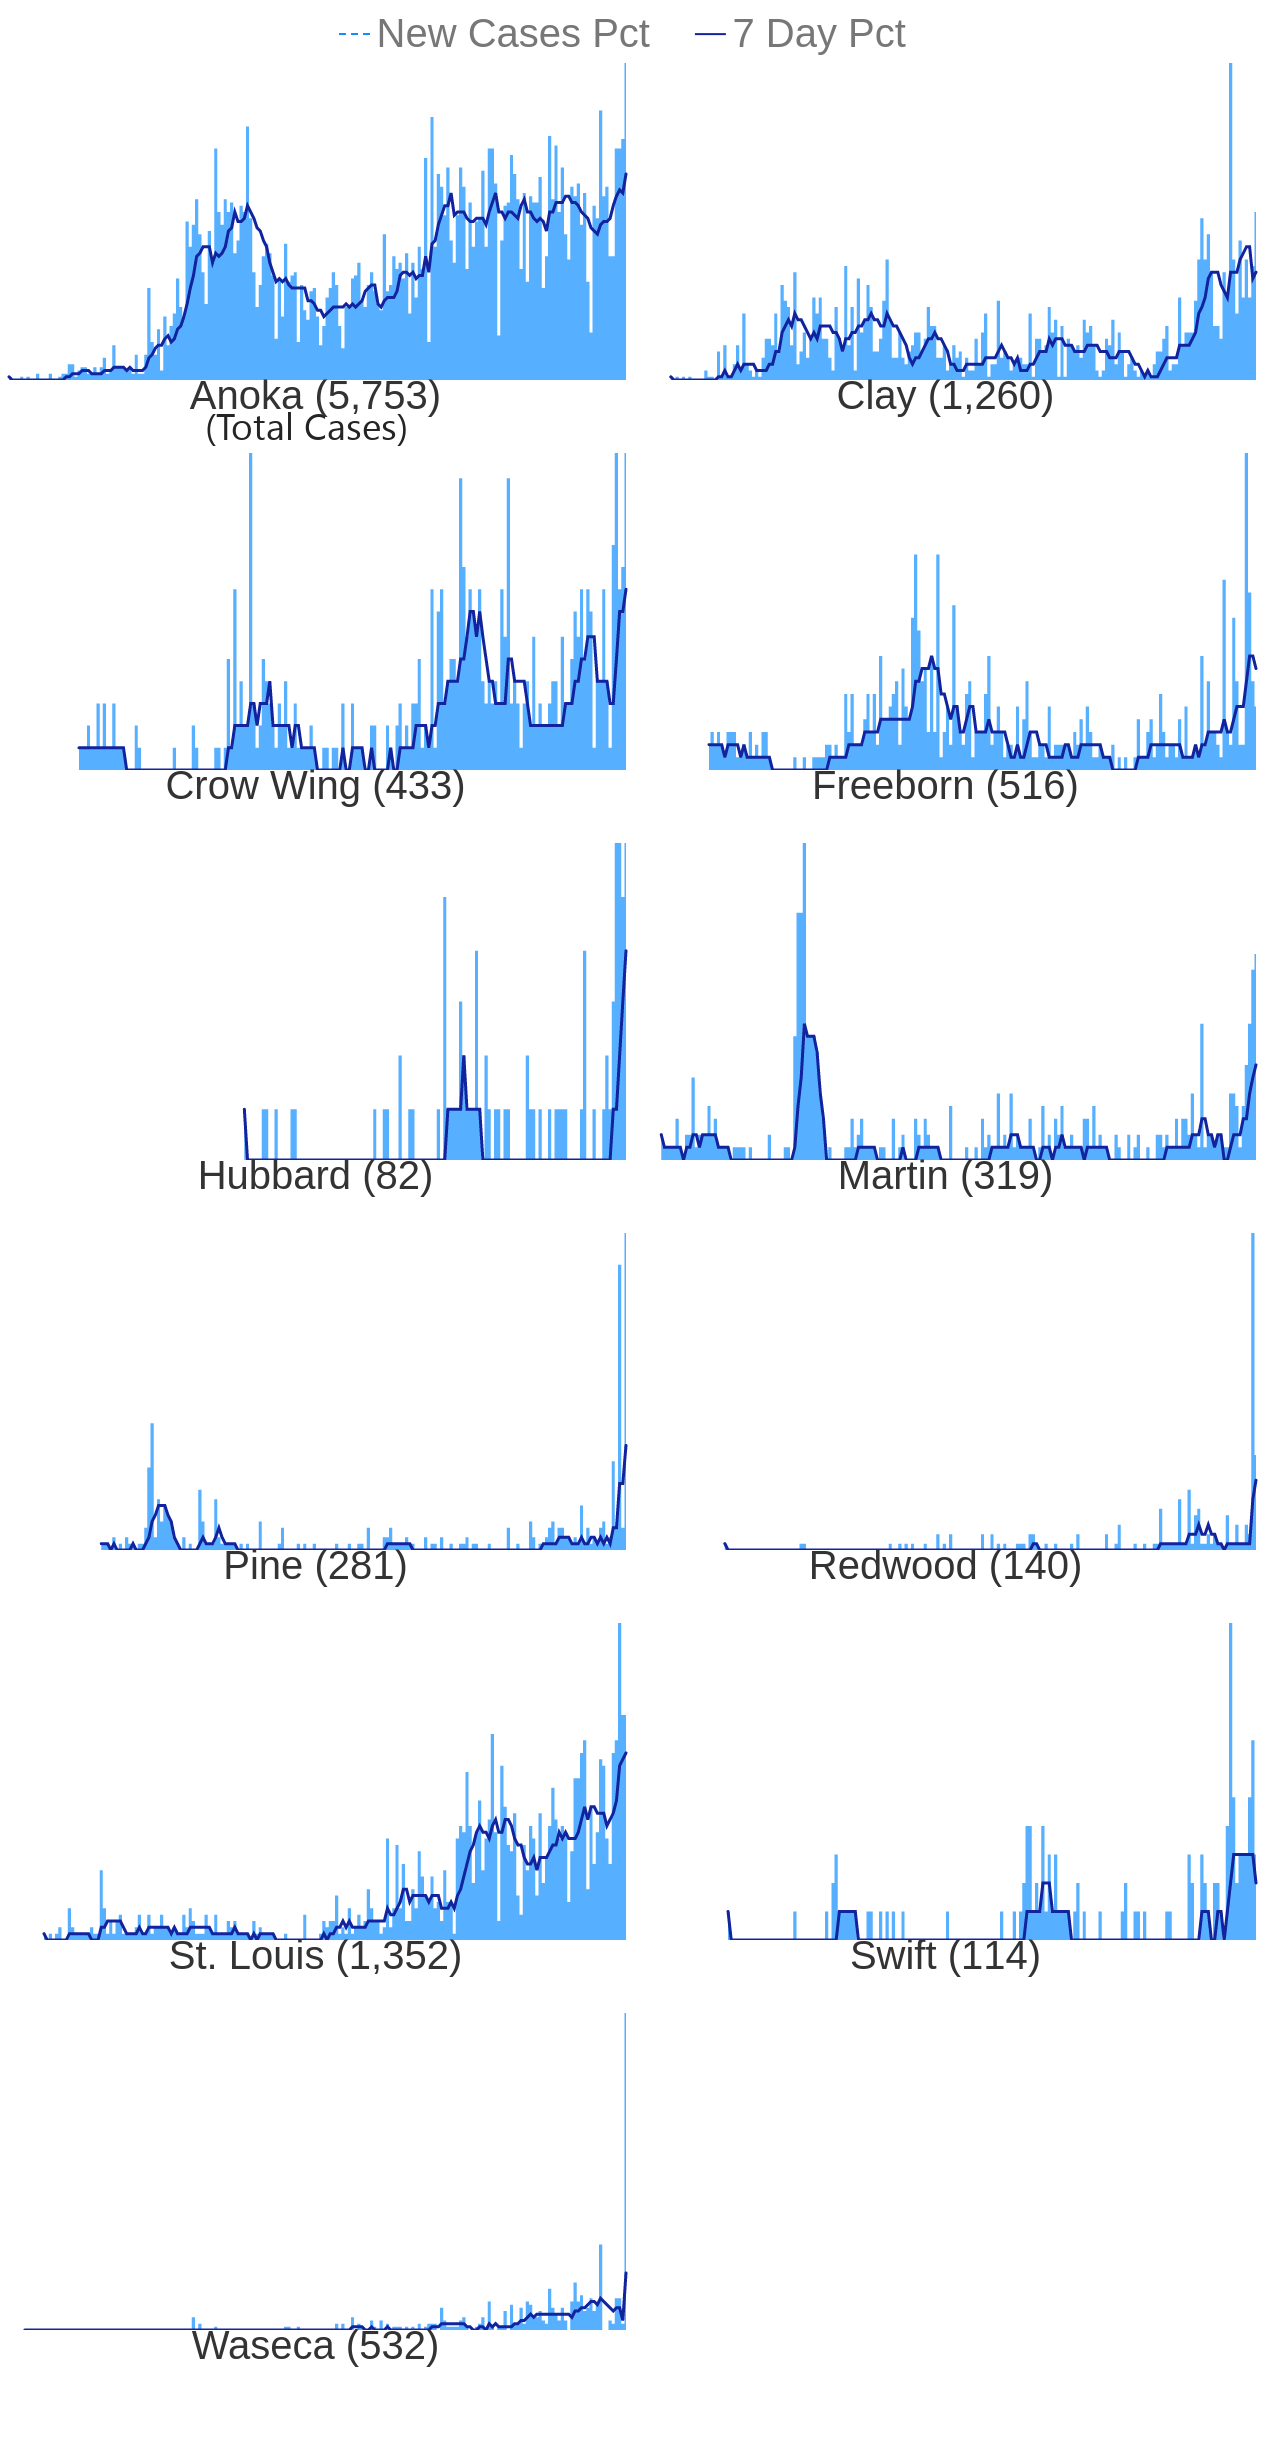 New Cases Pct 7 Day Pct
Anoka (5,753) Clay (1,260)
(Total Cases)
Crow Wing (433) Freeborn (516)
Hubbard (82) Martin (319)
Pine (281) Redwood (140)
St. Louis (1,352) Swift (114)
Waseca (532)